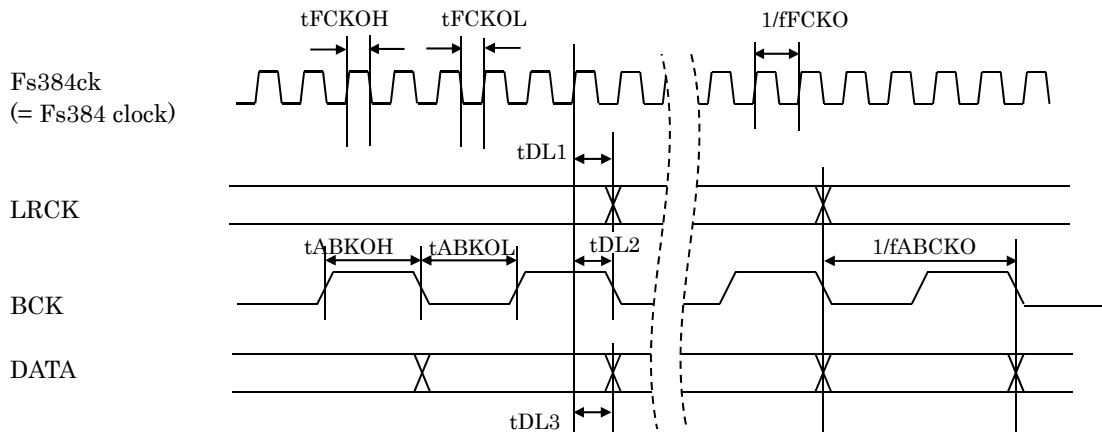 tFCKOH tFCKOL 1/fFCKO
Fs384ck
(= Fs384 clock)
tDL1
LRCK
tABKOH tABKOL tDL2 1/fABCKO
BCK
DATA
tDL3